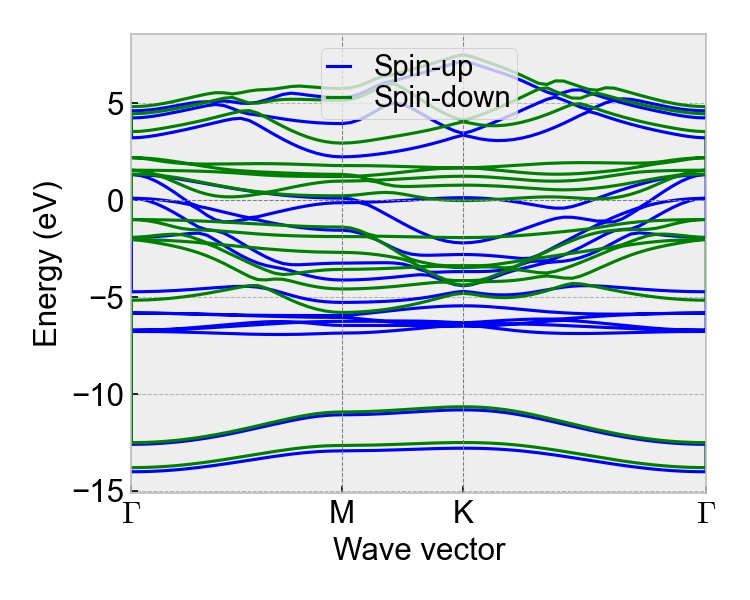 Spin-up
Spin-down
5
0
−5
−10
−15
Energy (eV)
Γ M K Γ
Wave vector